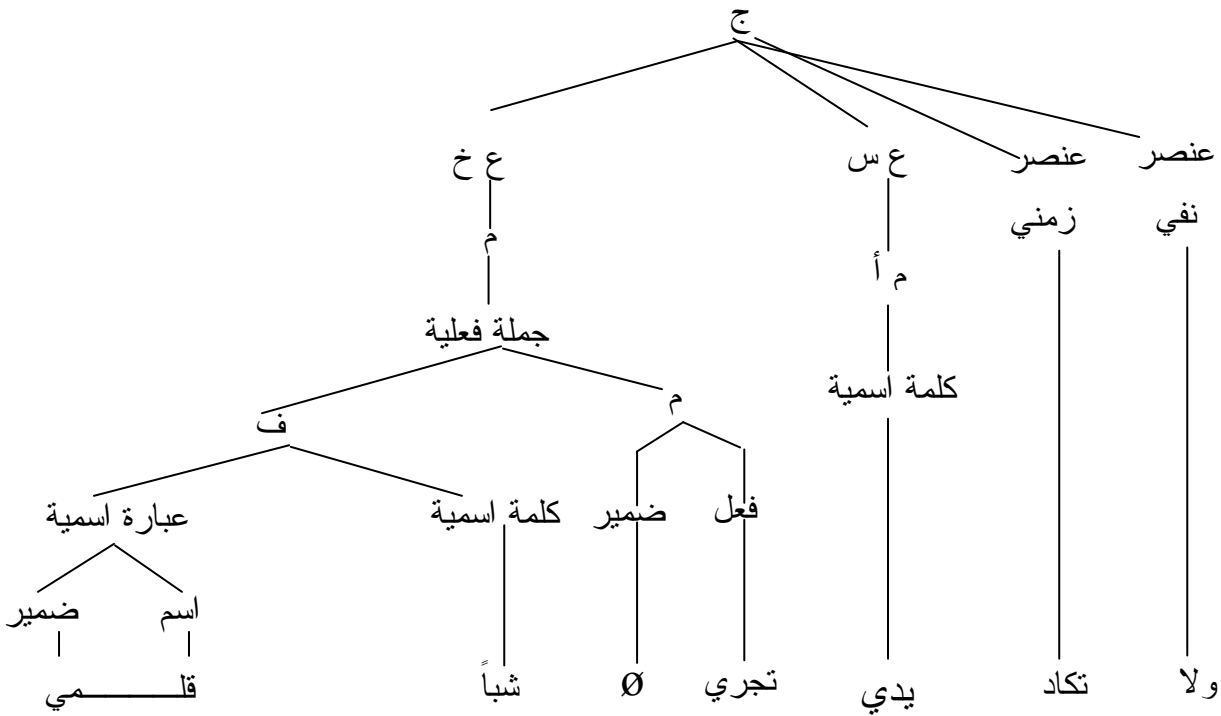 ج
عنصر عنصر ع س ع خ
نفي زمني م أ م
جملة فعلية
كلمة اسمية
م ف
فعل ضمير كلمة اسمية عبارة اسمية
اسم ضمير
ولا تكاد يدي تجري Ø شباً قلـــــمي